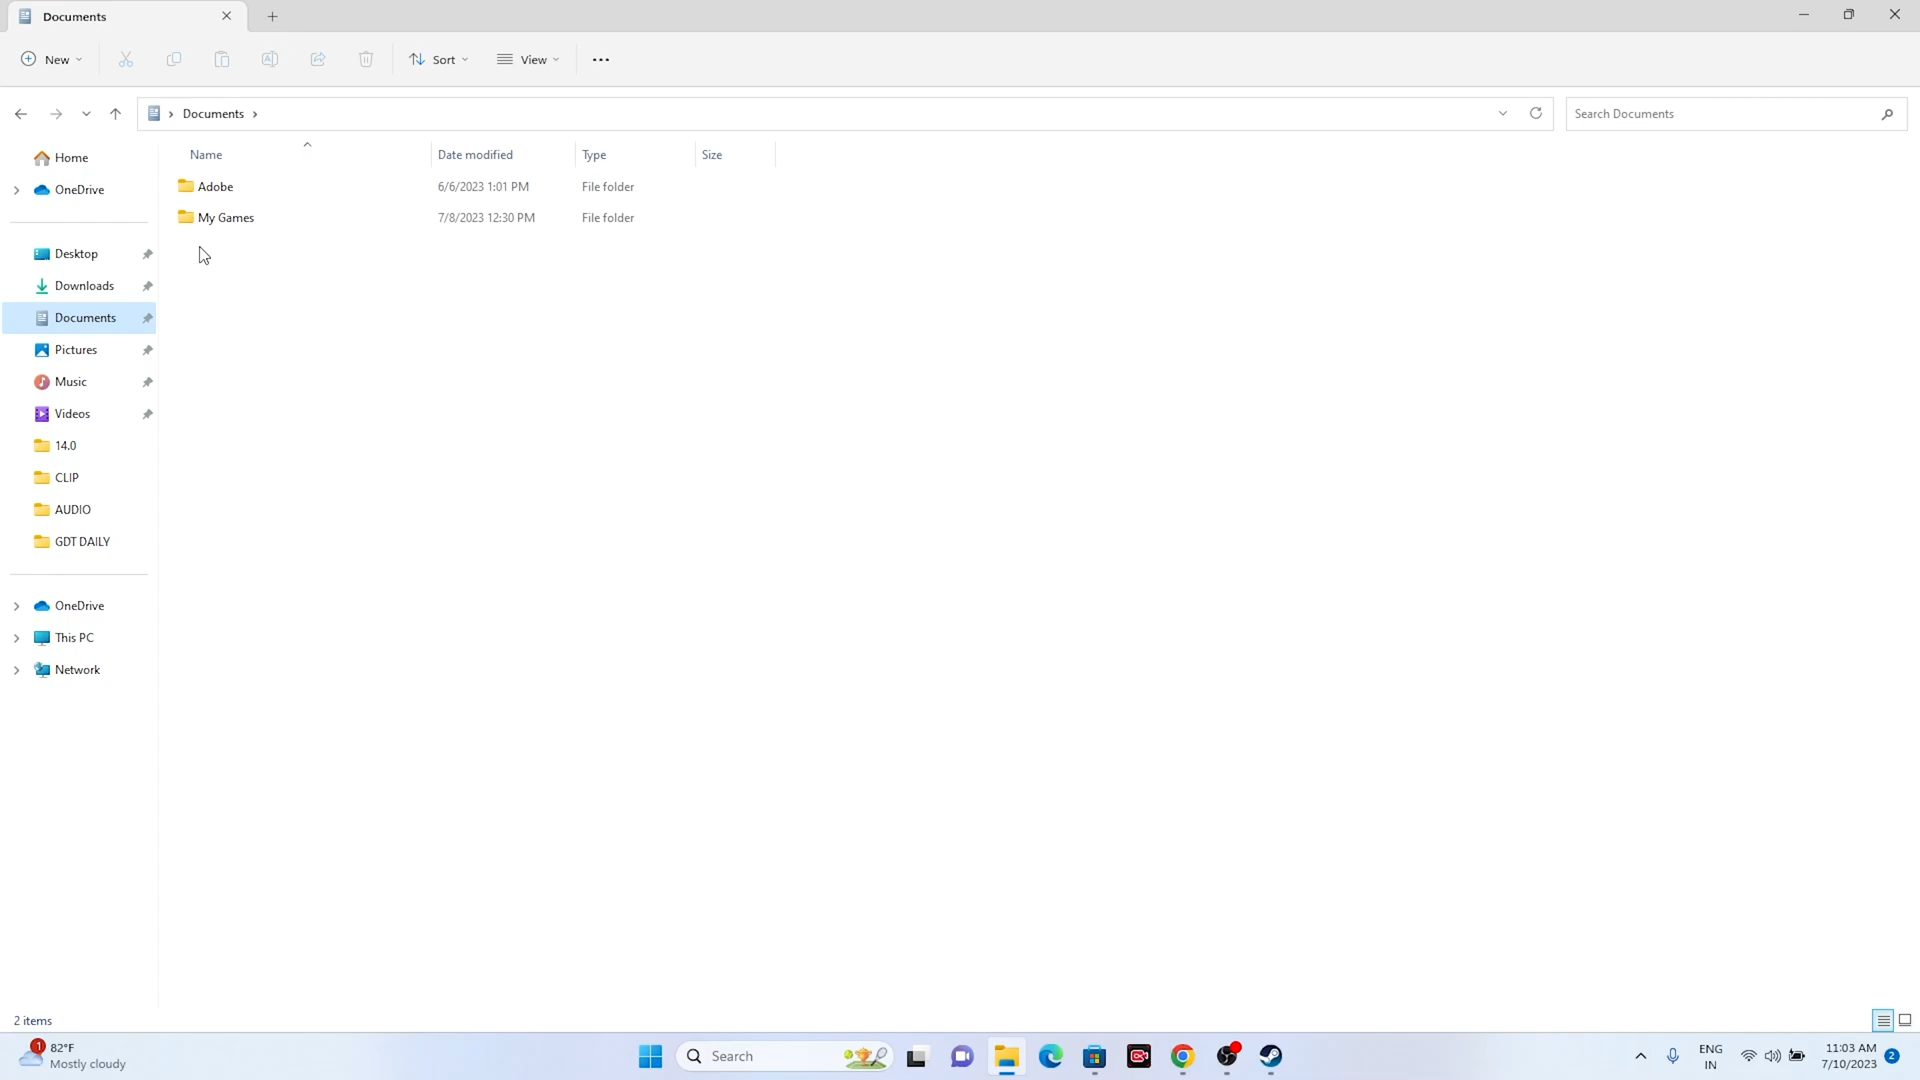 Documents
New
Sort
View
Documents
Search Documents
Name
Date modified
Type
Size
Adobe
6/6/2023 1:01 PM
File folder
My Games
7/8/2023 12:30 PM
File folder
Home
OneDrive
Desktop
Downloads
Documents
Pictures
Music
Videos
14.0
CLIP
AUDIO
GDT DAILY
OneDrive
This PC
Network
2 items
1
82°F
Mostly cloudy
Search
ENG
IN
11:03 AM
7/10/2023
2